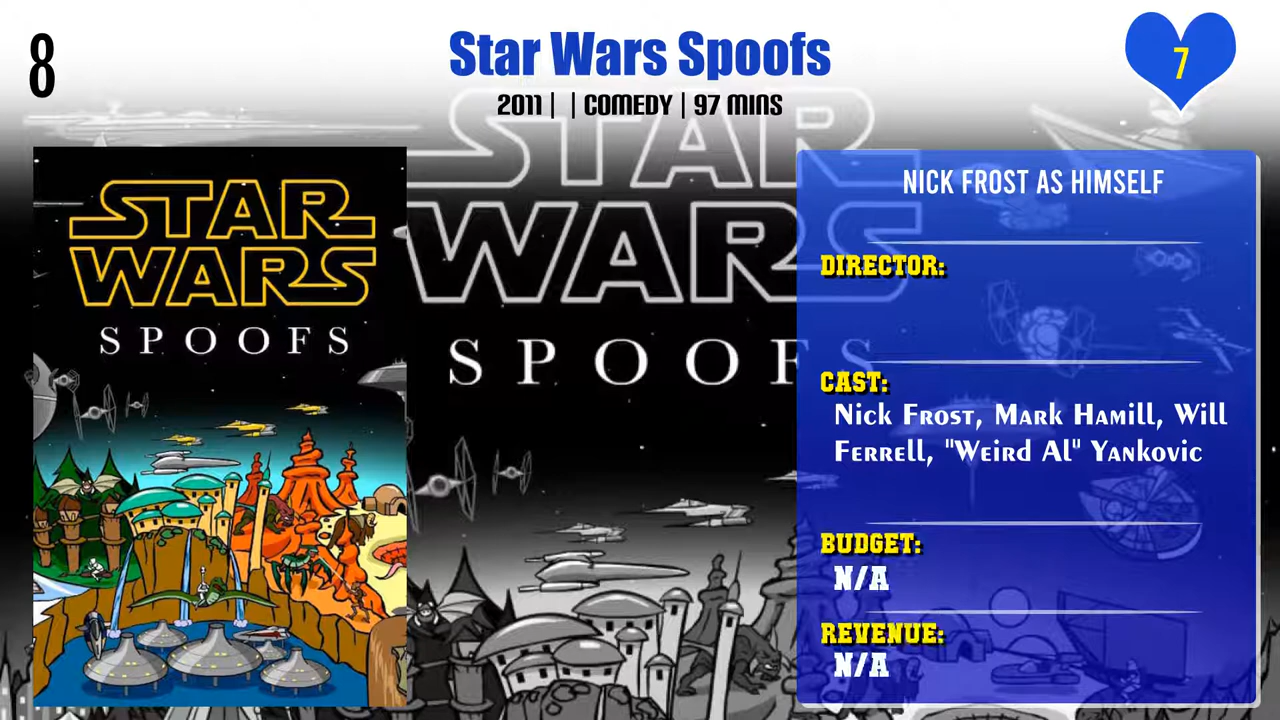 8
Star Wars Spoofs
7
2011 | | COMEDY | 97 MINS
STAR
WARS
SPOOFS
STAR
WARS
SPOOFS
NICK FROST AS HIMSELF
DIRECTOR:
CAST:
Nick Frost, Mark Hamill, Will
Ferrell, "Weird Al" Yankovic
BUDGET:
N/A
REVENUE:
N/A